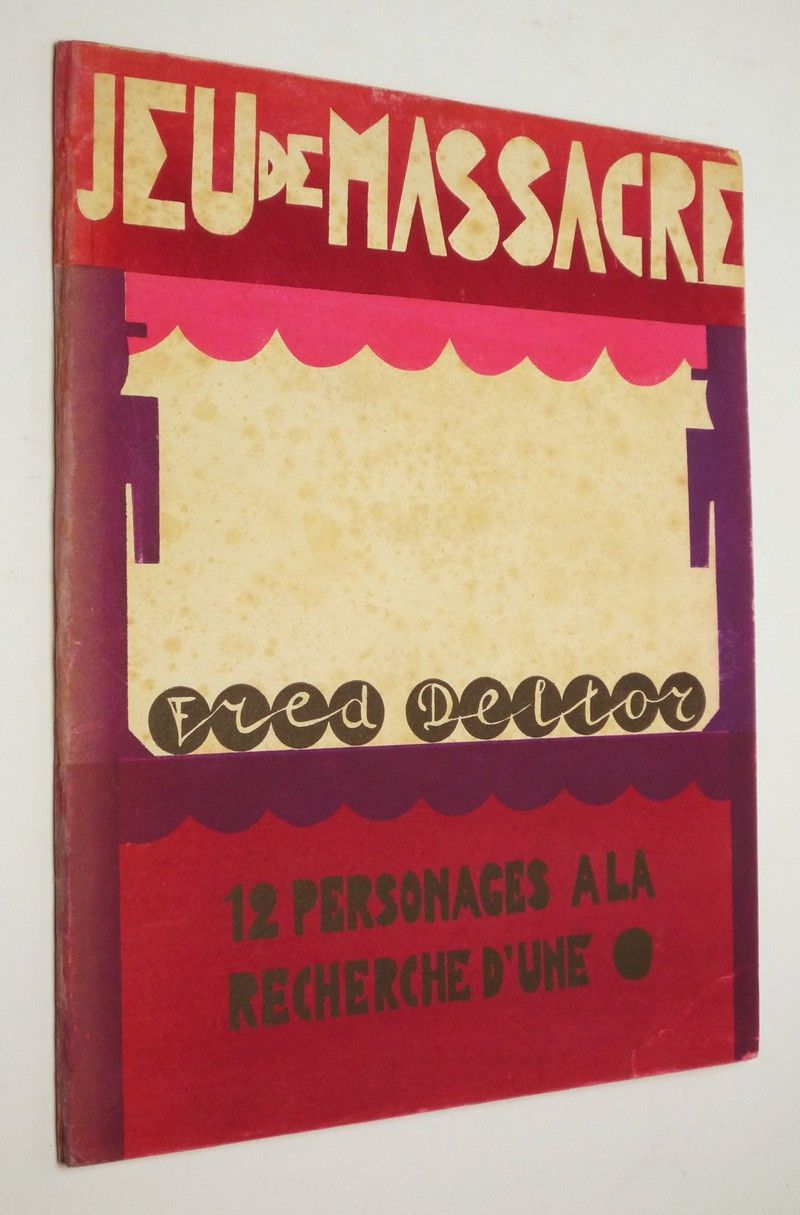 JEU DE MASSACRE
Fred Deltor
12 PERSONAGES A LA
RECHERCHE D'UNE